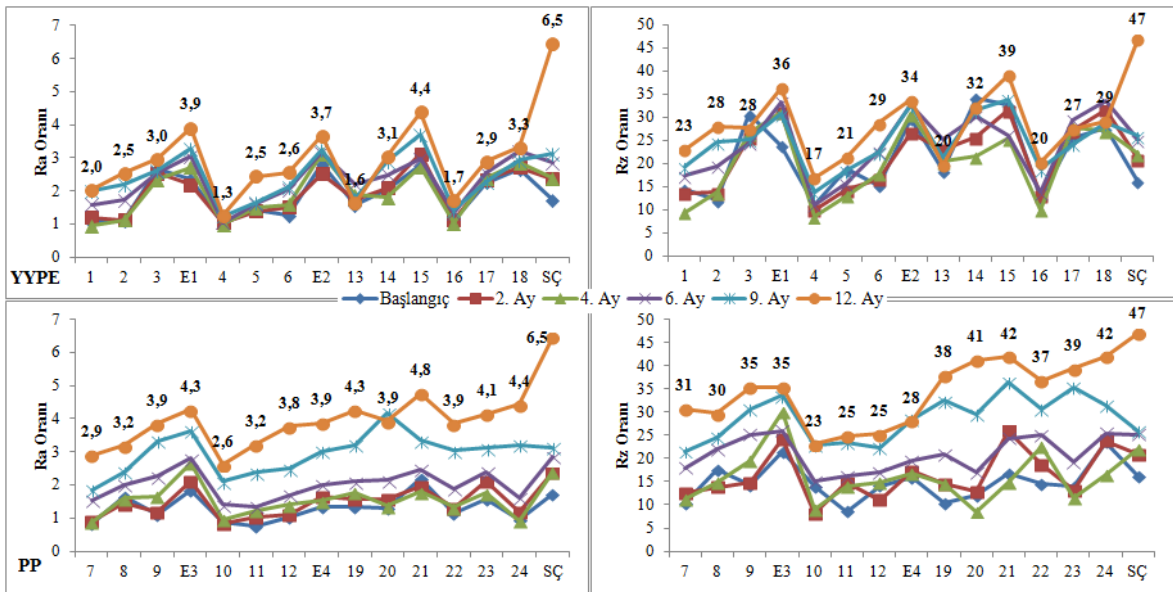 Ra Oranı
7
6
5
4
3
2
1
0
2,0 2,5 3,0 3,9 1,3 2,5 2,6 3,7 1,6 3,1 4,4 1,7 2,9 3,3 6,5
YYPE 1 2 3 E1 4 5 6 E2 13 14 15 16 17 18 SÇ
Rz Oranı
50
45
40
35
30
25
20
15
10
5
0
23 28 28 36 17 21 29 34 20 32 39 20 27 29 47
1 2 3 E1 4 5 6 E2 13 14 15 16 17 18 SÇ
Başlangıç 2. Ay 4. Ay 6. Ay 9. Ay 12. Ay
Ra Oranı
7
6
5
4
3
2
1
0
2,9 3,2 3,9 4,3 2,6 3,2 3,8 3,9 4,3 3,9 4,8 3,9 4,1 4,4 6,5
PP 7 8 9 E3 10 11 12 E4 19 20 21 22 23 24 SÇ
Rz Oranı
50
45
40
35
30
25
20
15
10
5
0
31 30 35 35 23 25 25 28 38 41 42 37 39 42 47
7 8 9 E3 10 11 12 E4 19 20 21 22 23 24 SÇ